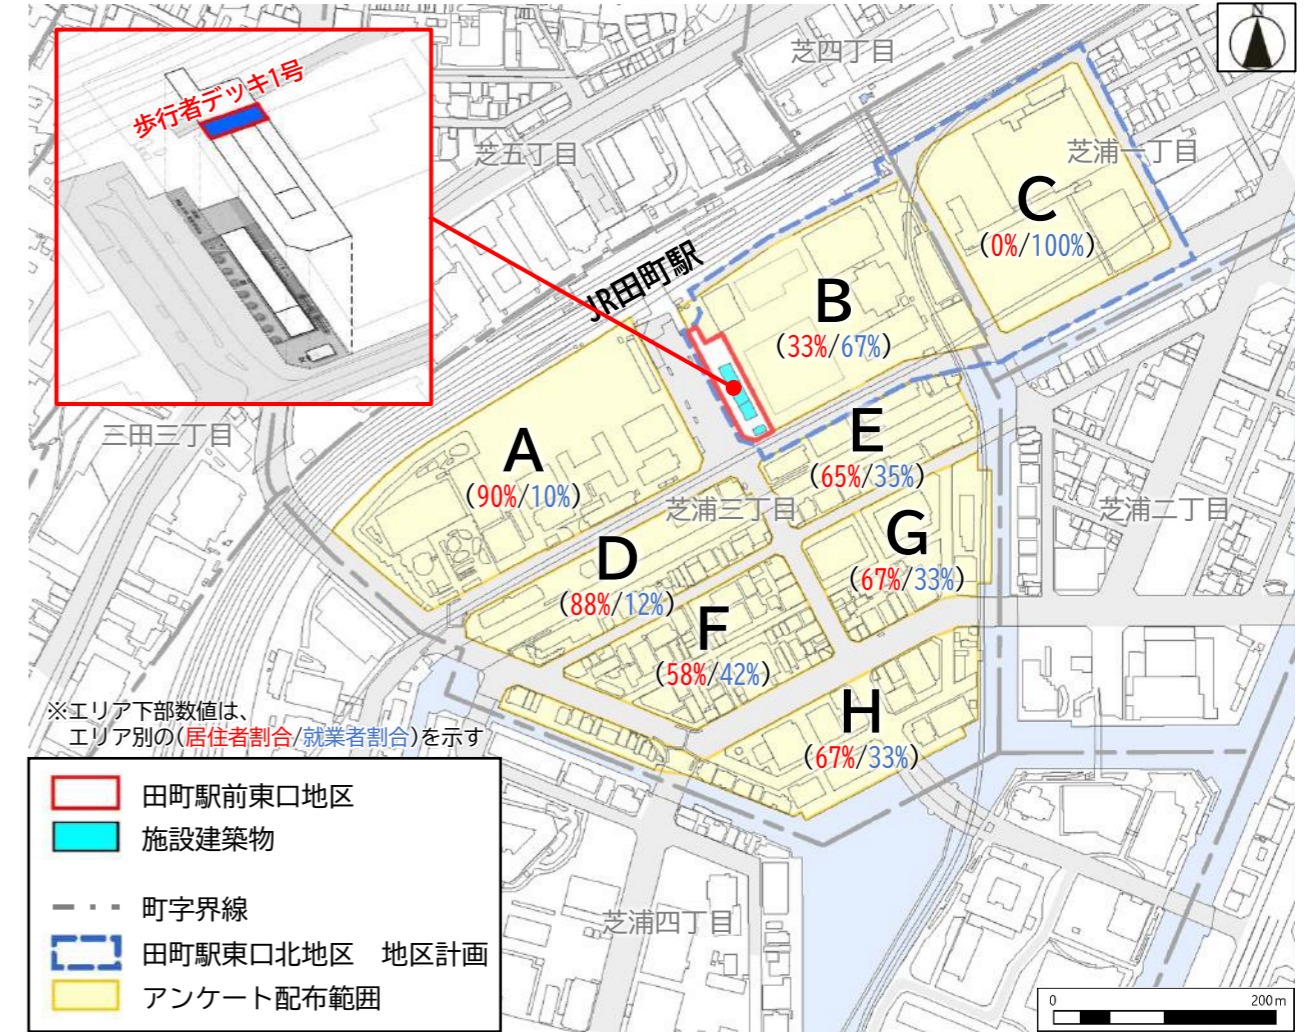 N
歩行者デッキ1号
芝四丁目
芝五丁目
芝浦一丁目
C
(0%/100%)
JR田町駅
B
(33%/67%)
三田三丁目
A
(90%/10%)
E
(65%/35%)
芝浦三丁目
芝浦二丁目
G
(67%/33%)
D
(88%/12%)
F
(58%/42%)
H
(67%/33%)
※エリア下部数値は、
エリア別の(居住者割合/就業者割合)を示す
田町駅前東口地区
施設建築物
町字界線
田町駅東口北地区 地区計画
アンケート配布範囲
芝浦四丁目
0 200m